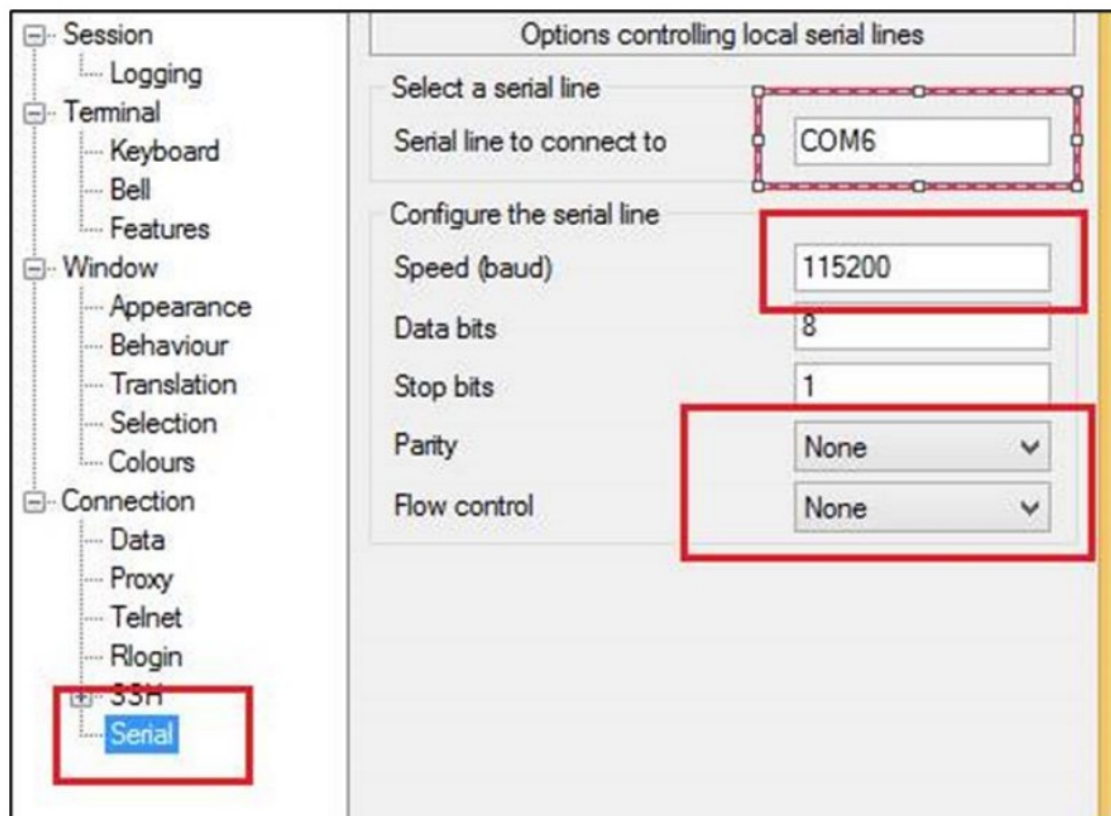 Session
Logging
Terminal
Keyboard
Bell
Features
Window
Appearance
Behaviour
Translation
Selection
Colours
Connection
Data
Proxy
Telnet
Rlogin
SSH
Serial
Options controlling local serial lines
Select a serial line
Serial line to connect to COM6
Configure the serial line
Speed (baud) 115200
Data bits 8
Stop bits 1
Parity None
Flow control None